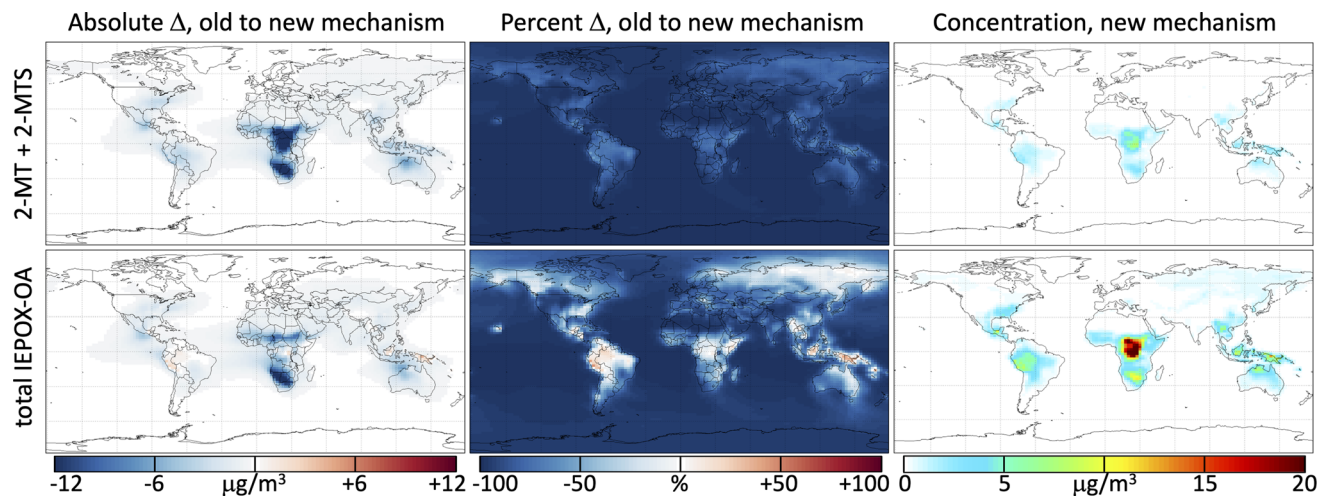 Absolute Δ, old to new mechanism
Percent Δ, old to new mechanism
Concentration, new mechanism
2-MT + 2-MTS
total IEPOX-OA
-12 -6 µg/m³ +6 +12
-100 -50 % +50 +100
0 5 µg/m³ 15 20